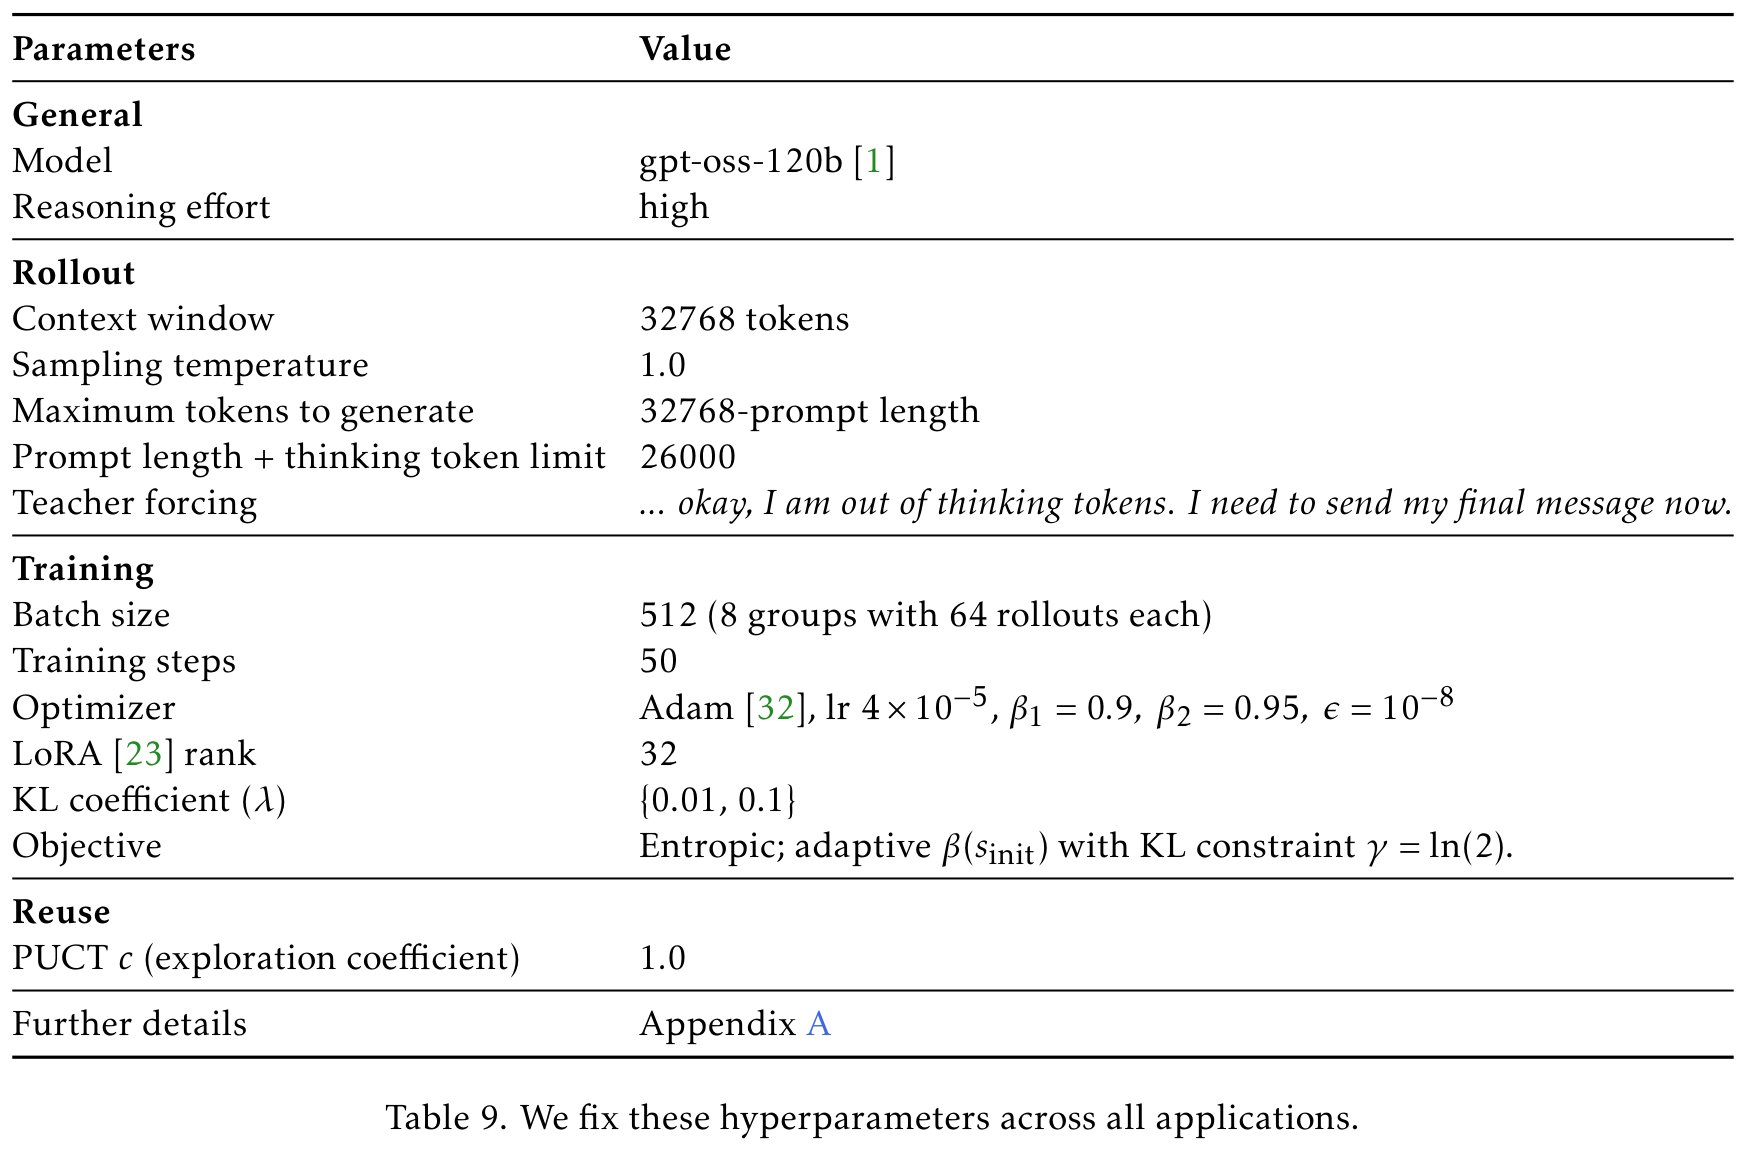 Parameters Value
General
Model gpt-oss-120b [1]
Reasoning effort high
Rollout
Context window 32768 tokens
Sampling temperature 1.0
Maximum tokens to generate 32768-prompt length
Prompt length + thinking token limit 26000
Teacher forcing ... okay, I am out of thinking tokens. I need to send my final message now.
Training
Batch size 512 (8 groups with 64 rollouts each)
Training steps 50
Optimizer Adam [32], lr 4 × 10⁻⁵, β₁ = 0.9, β₂ = 0.95, ϵ = 10⁻⁸
LoRA [23] rank 32
KL coefficient (λ) {0.01, 0.1}
Objective Entropic; adaptive β(s_init) with KL constraint γ = ln(2).
Reuse
PUCT c (exploration coefficient) 1.0
Further details Appendix A
Table 9. We fix these hyperparameters across all applications.